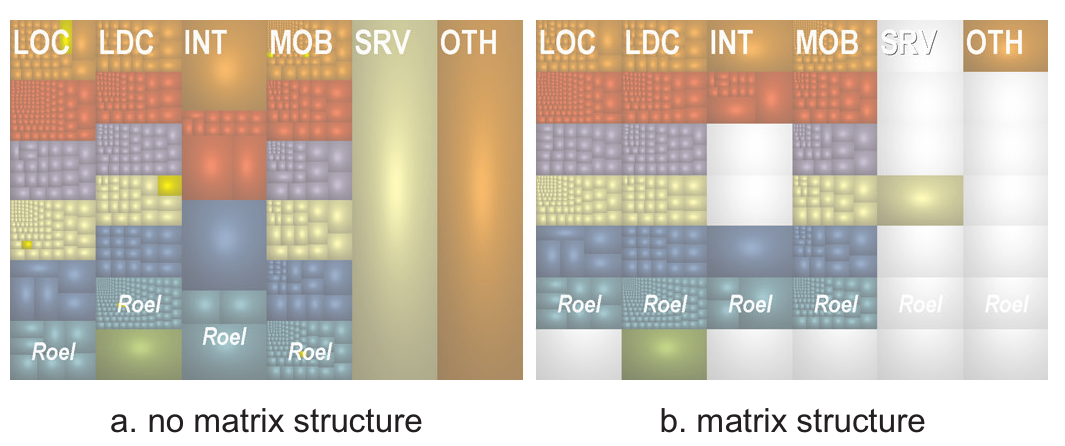 LOC LDC INT MOB SRV OTH
Roel Roel Roel Roel
a. no matrix structure
LOC LDC INT MOB SRV OTH
Roel Roel Roel Roel Roel Roel
b. matrix structure